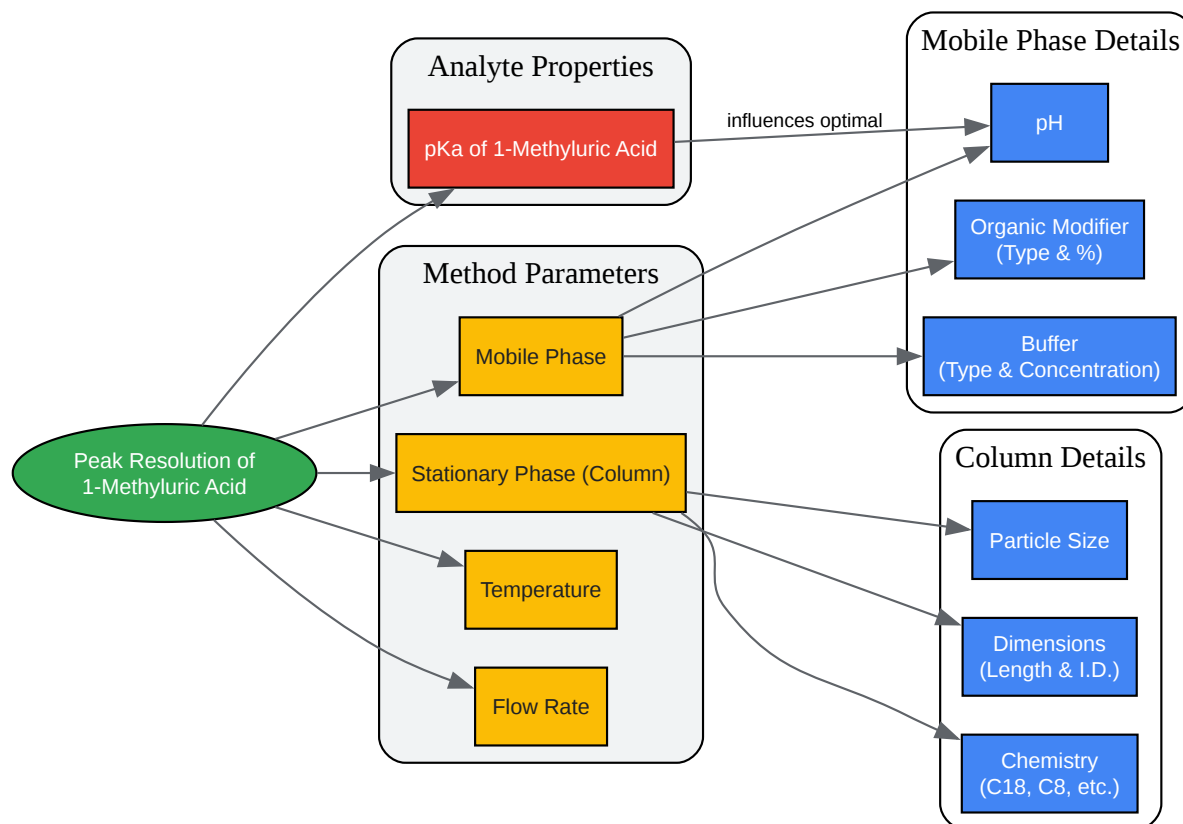 Analyte Properties
pKa of 1-Methyluric Acid
influences optimal
Mobile Phase Details
pH
Organic Modifier
(Type & %)
Buffer
(Type & Concentration)
Method Parameters
Mobile Phase
Stationary Phase (Column)
Temperature
Flow Rate
Peak Resolution of
1-Methyluric Acid
Column Details
Particle Size
Dimensions
(Length & I.D.)
Chemistry
(C18, C8, etc.)